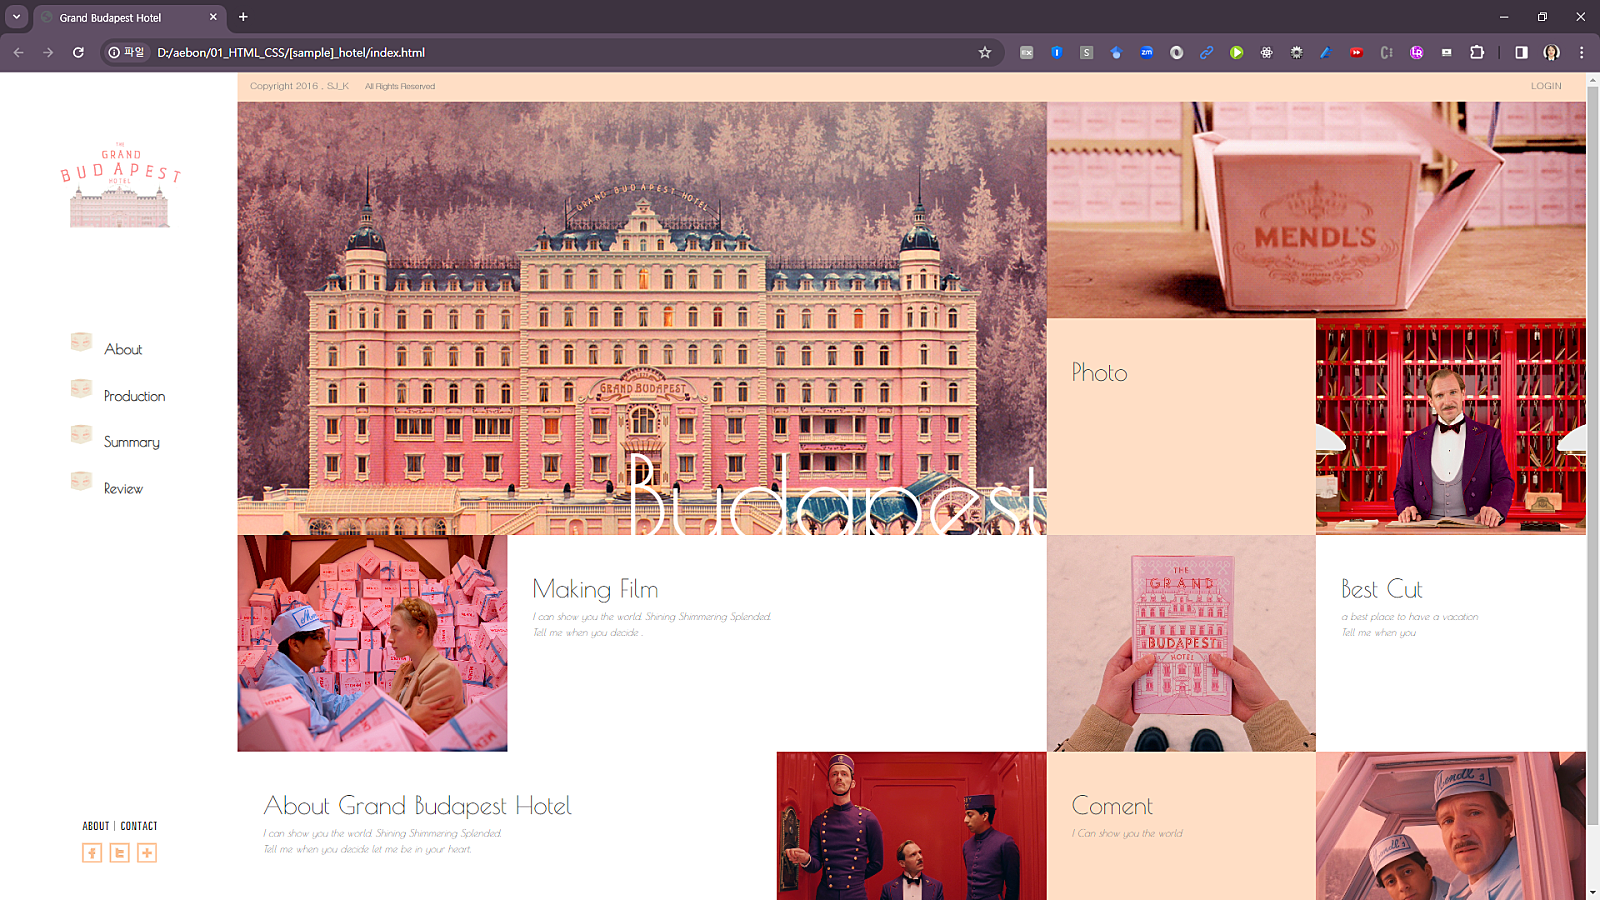 Grand Budapest Hotel
파일
D:/aebon/01_HTML_CSS/[sample]_hotel/index.html
Copyright 2016 , SJ_K
All Rights Reserved
LOGIN
THE
GRAND
BUDAPEST
HOTEL
About
Production
Summary
Review
ABOUT | CONTACT
GRAND BUDAPEST HOTEL
GRAND BUDAPEST
Budapest
MENDL'S
Photo
Making Film
I can show you the world. Shining Shimmering Splended.
Tell me when you decide .
THE
GRAND
BUDAPEST
HOTEL
Best Cut
a best place to have a vacation
Tell me when you
About Grand Budapest Hotel
I can show you the world. Shining Shimmering Splended.
Tell me when you decide let me be in your heart.
Coment
I Can show you the world
Mendl's
Mendl's